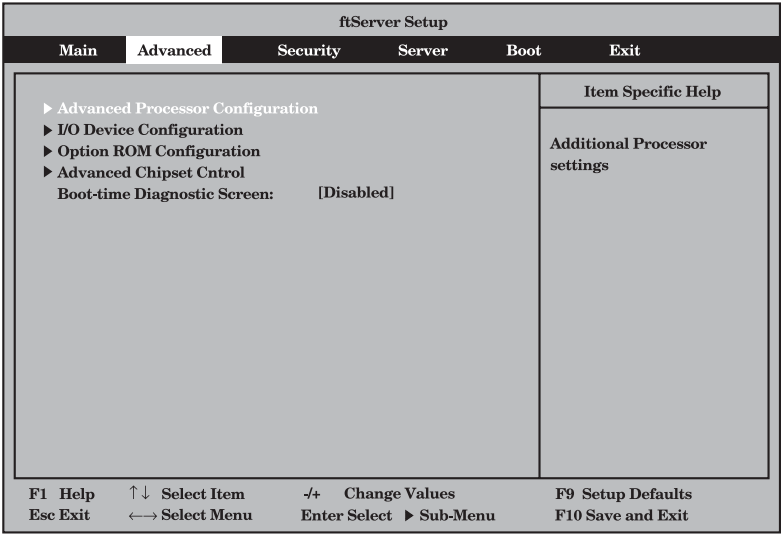 ftServer Setup
Main Advanced Security Server Boot Exit
▶ Advanced Processor Configuration
▶ I/O Device Configuration
▶ Option ROM Configuration
▶ Advanced Chipset Cntrol
Boot-time Diagnostic Screen: [Disabled]
Item Specific Help
Additional Processor
settings
F1 Help ↑↓ Select Item -/+ Change Values F9 Setup Defaults
Esc Exit ←→ Select Menu Enter Select ▶ Sub-Menu F10 Save and Exit